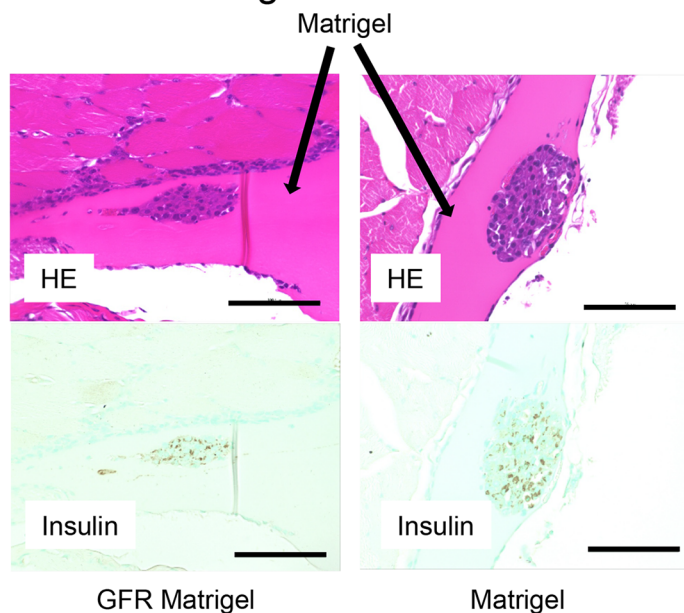 Matrigel
HE
HE
Insulin
Insulin
GFR Matrigel
Matrigel